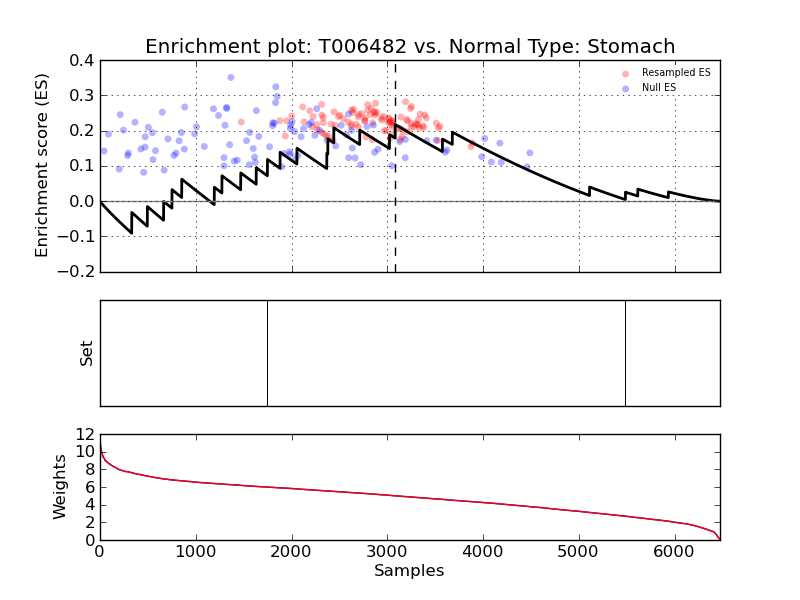 Enrichment plot: T006482 vs. Normal Type: Stomach
Enrichment score (ES)
0.4
0.3
0.2
0.1
0.0
−0.1
−0.2
Resampled ES
Null ES
Set
Weights
12
10
8
6
4
2
0
0 1000 2000 3000 4000 5000 6000
Samples